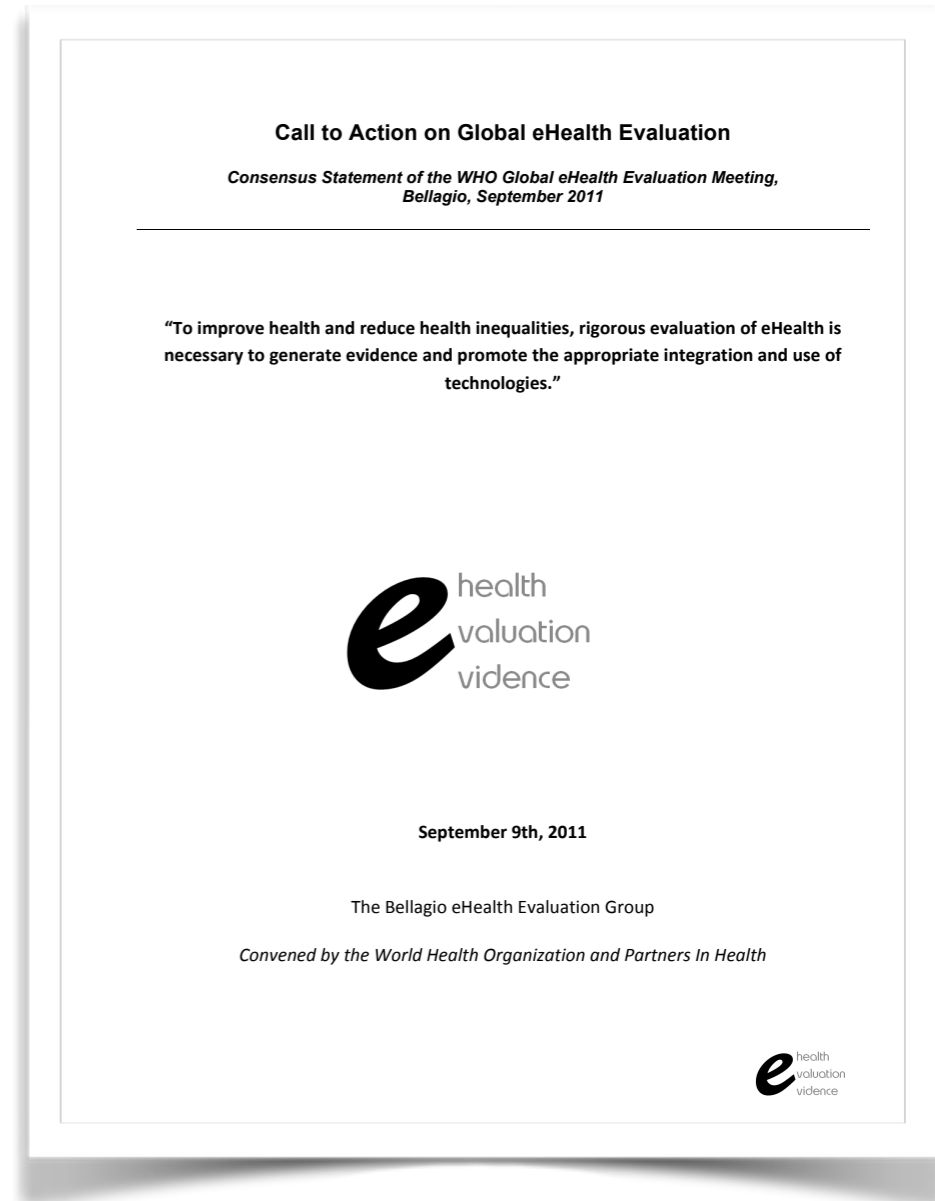 Call to Action on Global eHealth Evaluation
Consensus Statement of the WHO Global eHealth Evaluation Meeting,
Bellagio, September 2011
“To improve health and reduce health inequalities, rigorous evaluation of eHealth is
necessary to generate evidence and promote the appropriate integration and use of
technologies.”
e health
valuation
vidence
September 9th, 2011
The Bellagio eHealth Evaluation Group
Convened by the World Health Organization and Partners In Health
e health
valuation
vidence